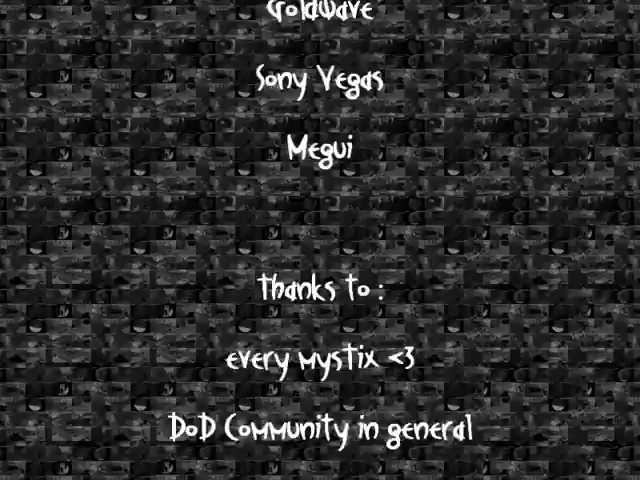 GoldWave
Sony Vegas
Megui
thanks to :
every mystix <3
DoD Community in general